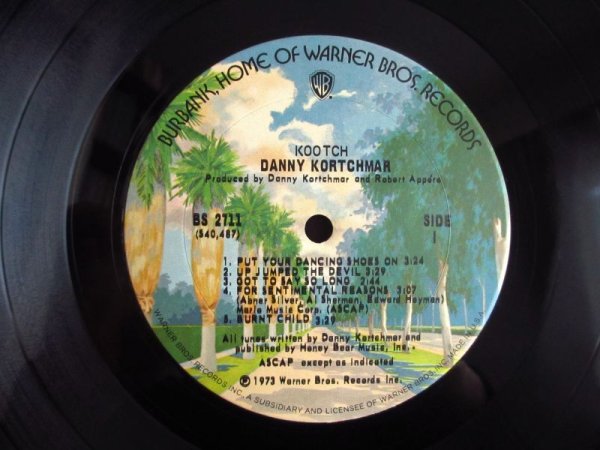 BURBANK, HOME OF WARNER BROS. RECORDS
WB
KOOTCH
DANNY KORTCHMAR
Produced by Danny Kortchmar and Robert Appére
BS 2711
(S40,487)
SIDE
1
1. PUT YOUR DANCING SHOES ON 3:24
2. UP JUMPED THE DEVIL 3:29
3. GOT TO SAY SO LONG 2:44
4. FOR SENTIMENTAL REASONS 3:07
(Abner Silver, Al Sherman, Edward Heyman)
Merle Music Corp. (ASCAP)
5. BURNT CHILD 3:29
All tunes written by Danny Kortchmar and
published by Honey Bear Music, Inc.,
ASCAP except as indicated
© 1973 Warner Bros. Records Inc.
WARNER BROS. RECORDS INC., A SUBSIDIARY AND LICENSEE OF WARNER BROS. INC. MADE IN U.S.A.